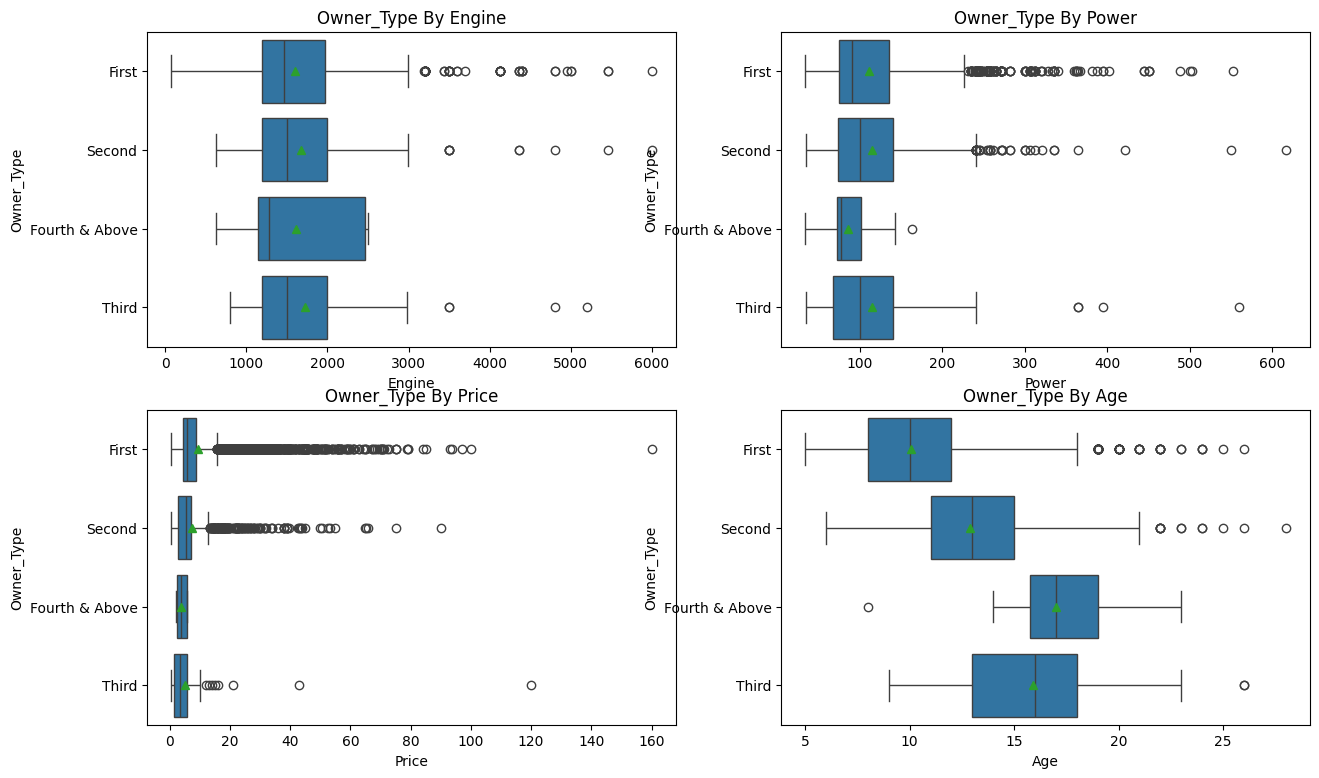 Owner_Type By Engine
Owner_Type
First
Second
Fourth & Above
Third
0 1000 2000 3000 4000 5000 6000
Engine
Owner_Type By Power
Owner_Type
First
Second
Fourth & Above
Third
100 200 300 400 500 600
Power
Owner_Type By Price
Owner_Type
First
Second
Fourth & Above
Third
0 20 40 60 80 100 120 140 160
Price
Owner_Type By Age
Owner_Type
First
Second
Fourth & Above
Third
5 10 15 20 25
Age